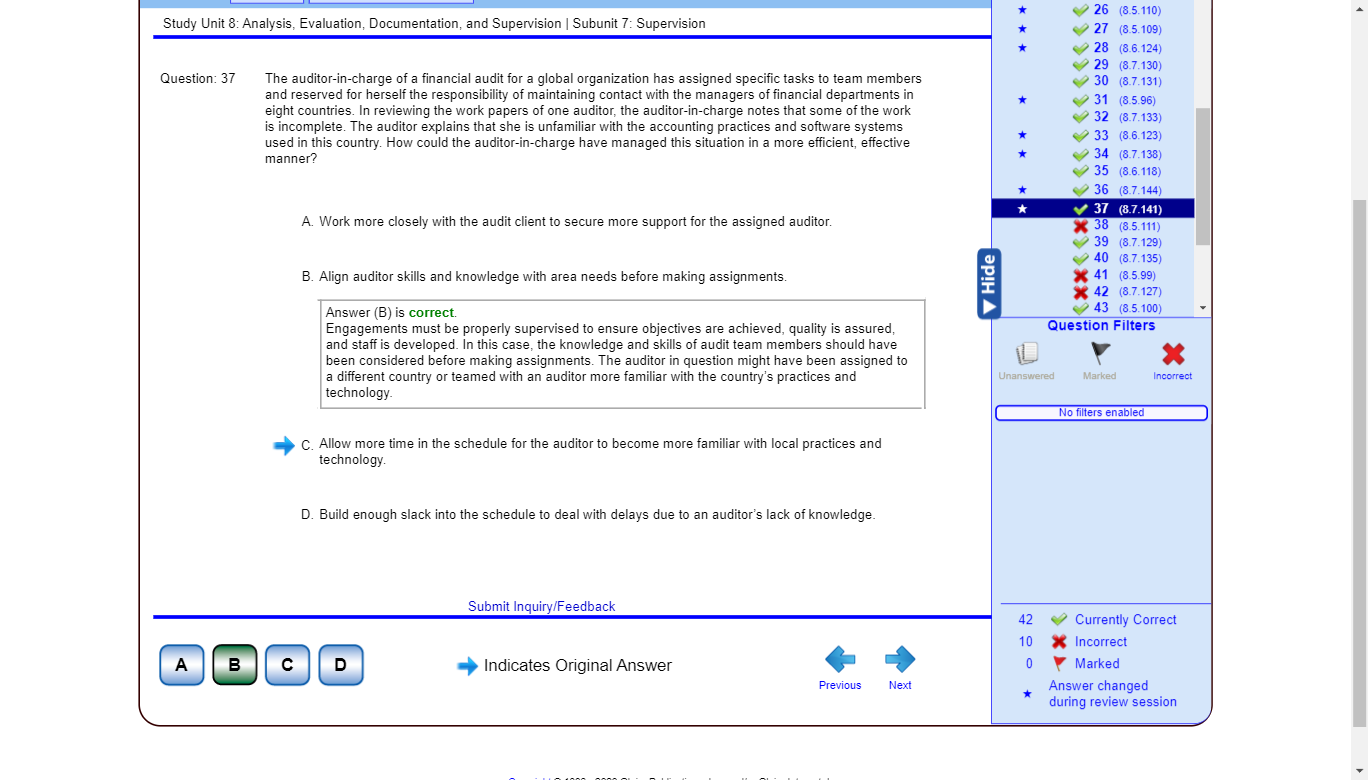 Study Unit 8: Analysis, Evaluation, Documentation, and Supervision | Subunit 7: Supervision
Question: 37
The auditor-in-charge of a financial audit for a global organization has assigned specific tasks to team members
and reserved for herself the responsibility of maintaining contact with the managers of financial departments in
eight countries. In reviewing the work papers of one auditor, the auditor-in-charge notes that some of the work
is incomplete. The auditor explains that she is unfamiliar with the accounting practices and software systems
used in this country. How could the auditor-in-charge have managed this situation in a more efficient, effective
manner?
A. Work more closely with the audit client to secure more support for the assigned auditor.
B. Align auditor skills and knowledge with area needs before making assignments.
Answer (B) is correct.
Engagements must be properly supervised to ensure objectives are achieved, quality is assured,
and staff is developed. In this case, the knowledge and skills of audit team members should have
been considered before making assignments. The auditor in question might have been assigned to
a different country or teamed with an auditor more familiar with the country's practices and
technology.
C. Allow more time in the schedule for the auditor to become more familiar with local practices and
technology.
D. Build enough slack into the schedule to deal with delays due to an auditor's lack of knowledge.
Submit Inquiry/Feedback
A
B
C
D
Indicates Original Answer
Previous
Next
26 (8.5.110)
27 (8.5.109)
28 (8.6.124)
29 (8.7.130)
30 (8.7.131)
31 (8.5.96)
32 (8.7.133)
33 (8.6.123)
34 (8.7.138)
35 (8.6.118)
36 (8.7.144)
37 (8.7.141)
38 (8.5.111)
39 (8.7.129)
40 (8.7.135)
41 (8.5.99)
42 (8.7.127)
43 (8.5.100)
Hide
Question Filters
Unanswered
Marked
Incorrect
No filters enabled
42 Currently Correct
10 Incorrect
0 Marked
Answer changed
during review session